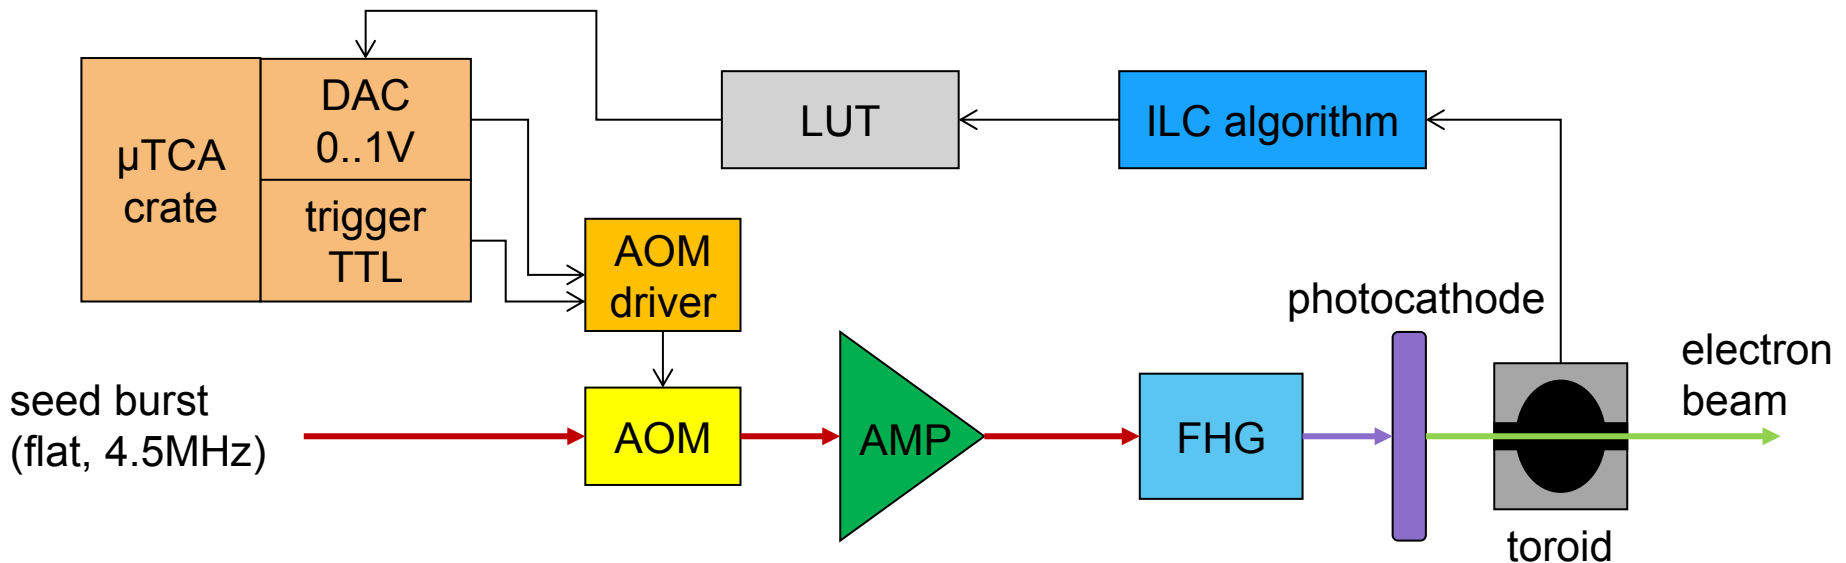 DAC
0..1V
µTCA
crate
trigger
TTL
LUT
ILC algorithm
AOM
driver
photocathode
electron
beam
seed burst
(flat, 4.5MHz)
AOM
AMP
FHG
toroid